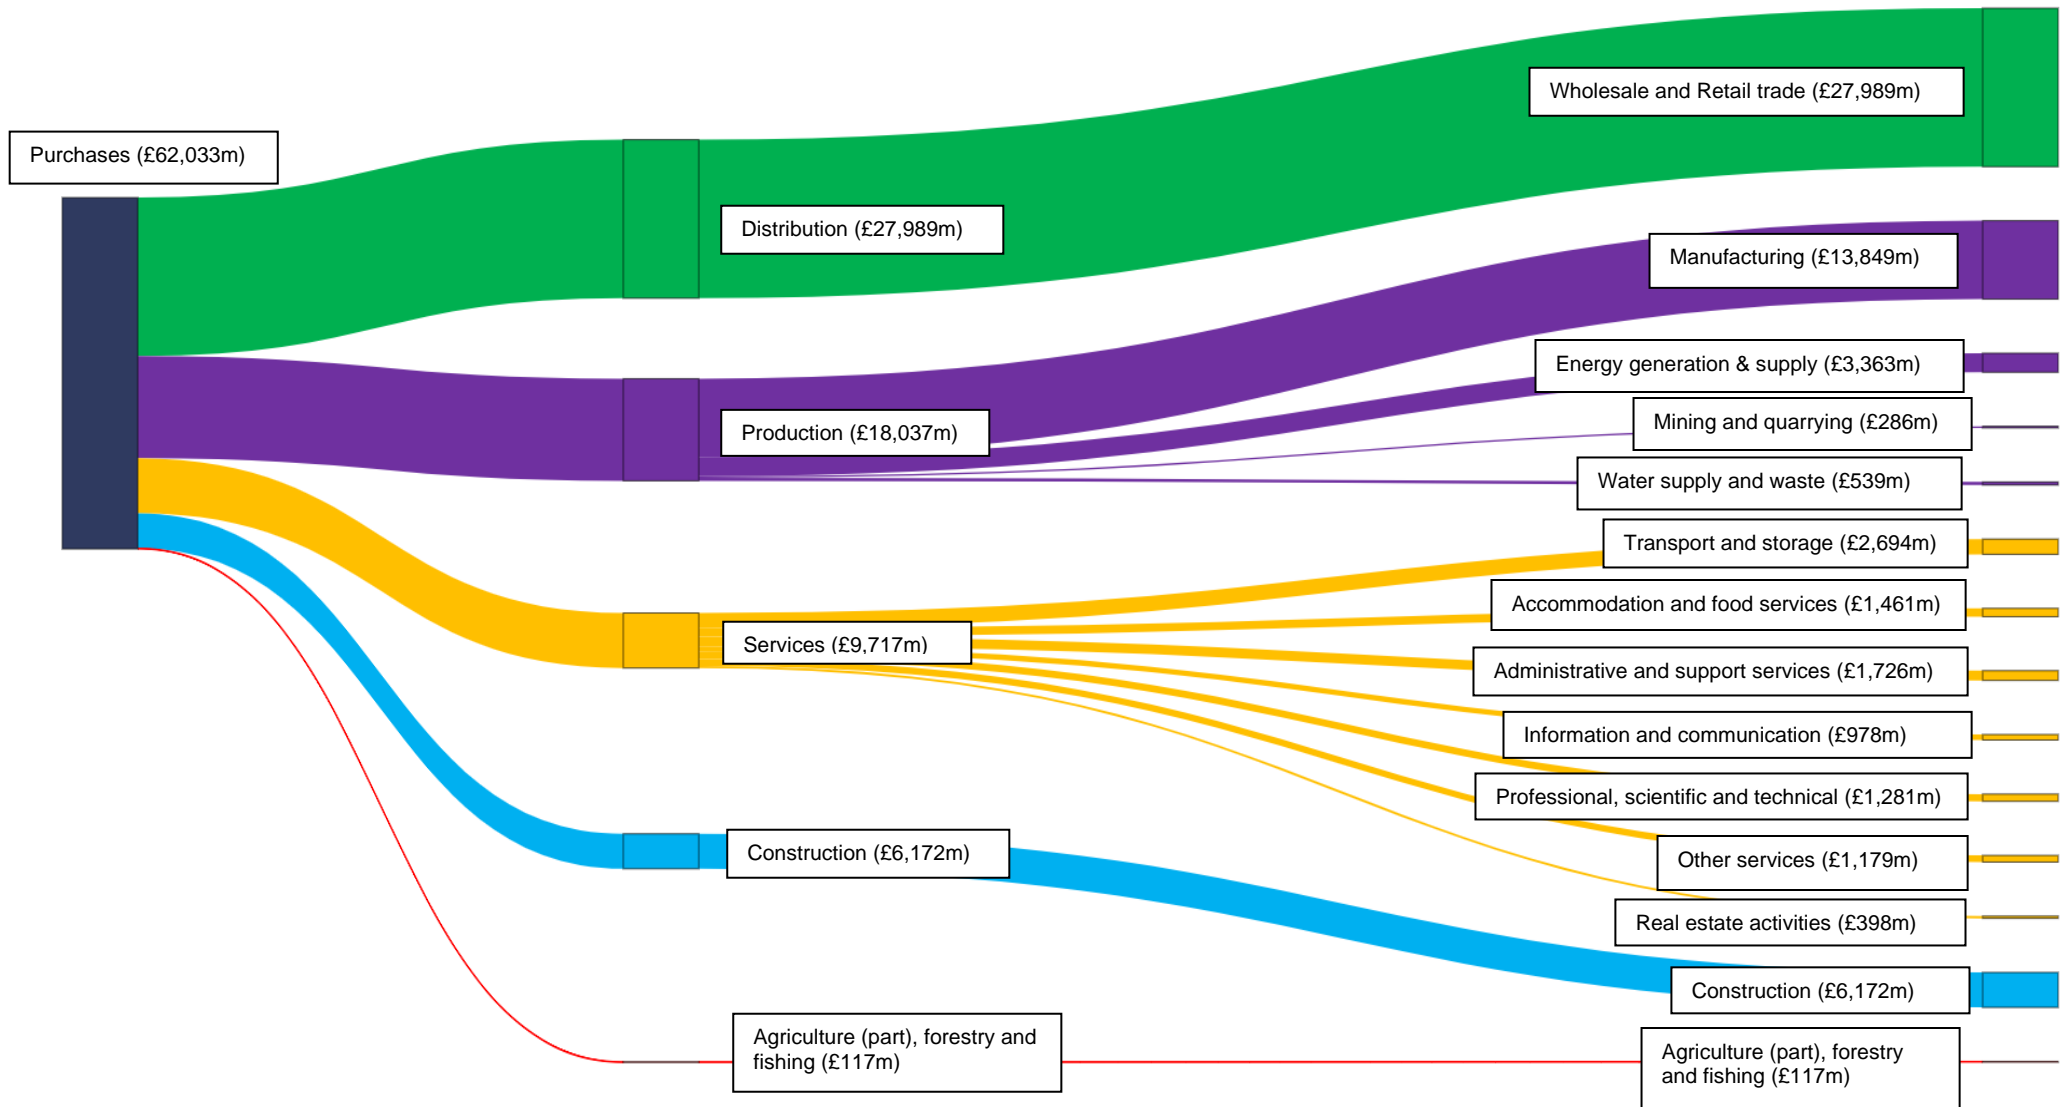 Purchases (£62,033m)
Distribution (£27,989m)
Production (£18,037m)
Services (£9,717m)
Construction (£6,172m)
Agriculture (part), forestry and
fishing (£117m)
Wholesale and Retail trade (£27,989m)
Manufacturing (£13,849m)
Energy generation & supply (£3,363m)
Mining and quarrying (£286m)
Water supply and waste (£539m)
Transport and storage (£2,694m)
Accommodation and food services (£1,461m)
Administrative and support services (£1,726m)
Information and communication (£978m)
Professional, scientific and technical (£1,281m)
Other services (£1,179m)
Real estate activities (£398m)
Construction (£6,172m)
Agriculture (part), forestry
and fishing (£117m)